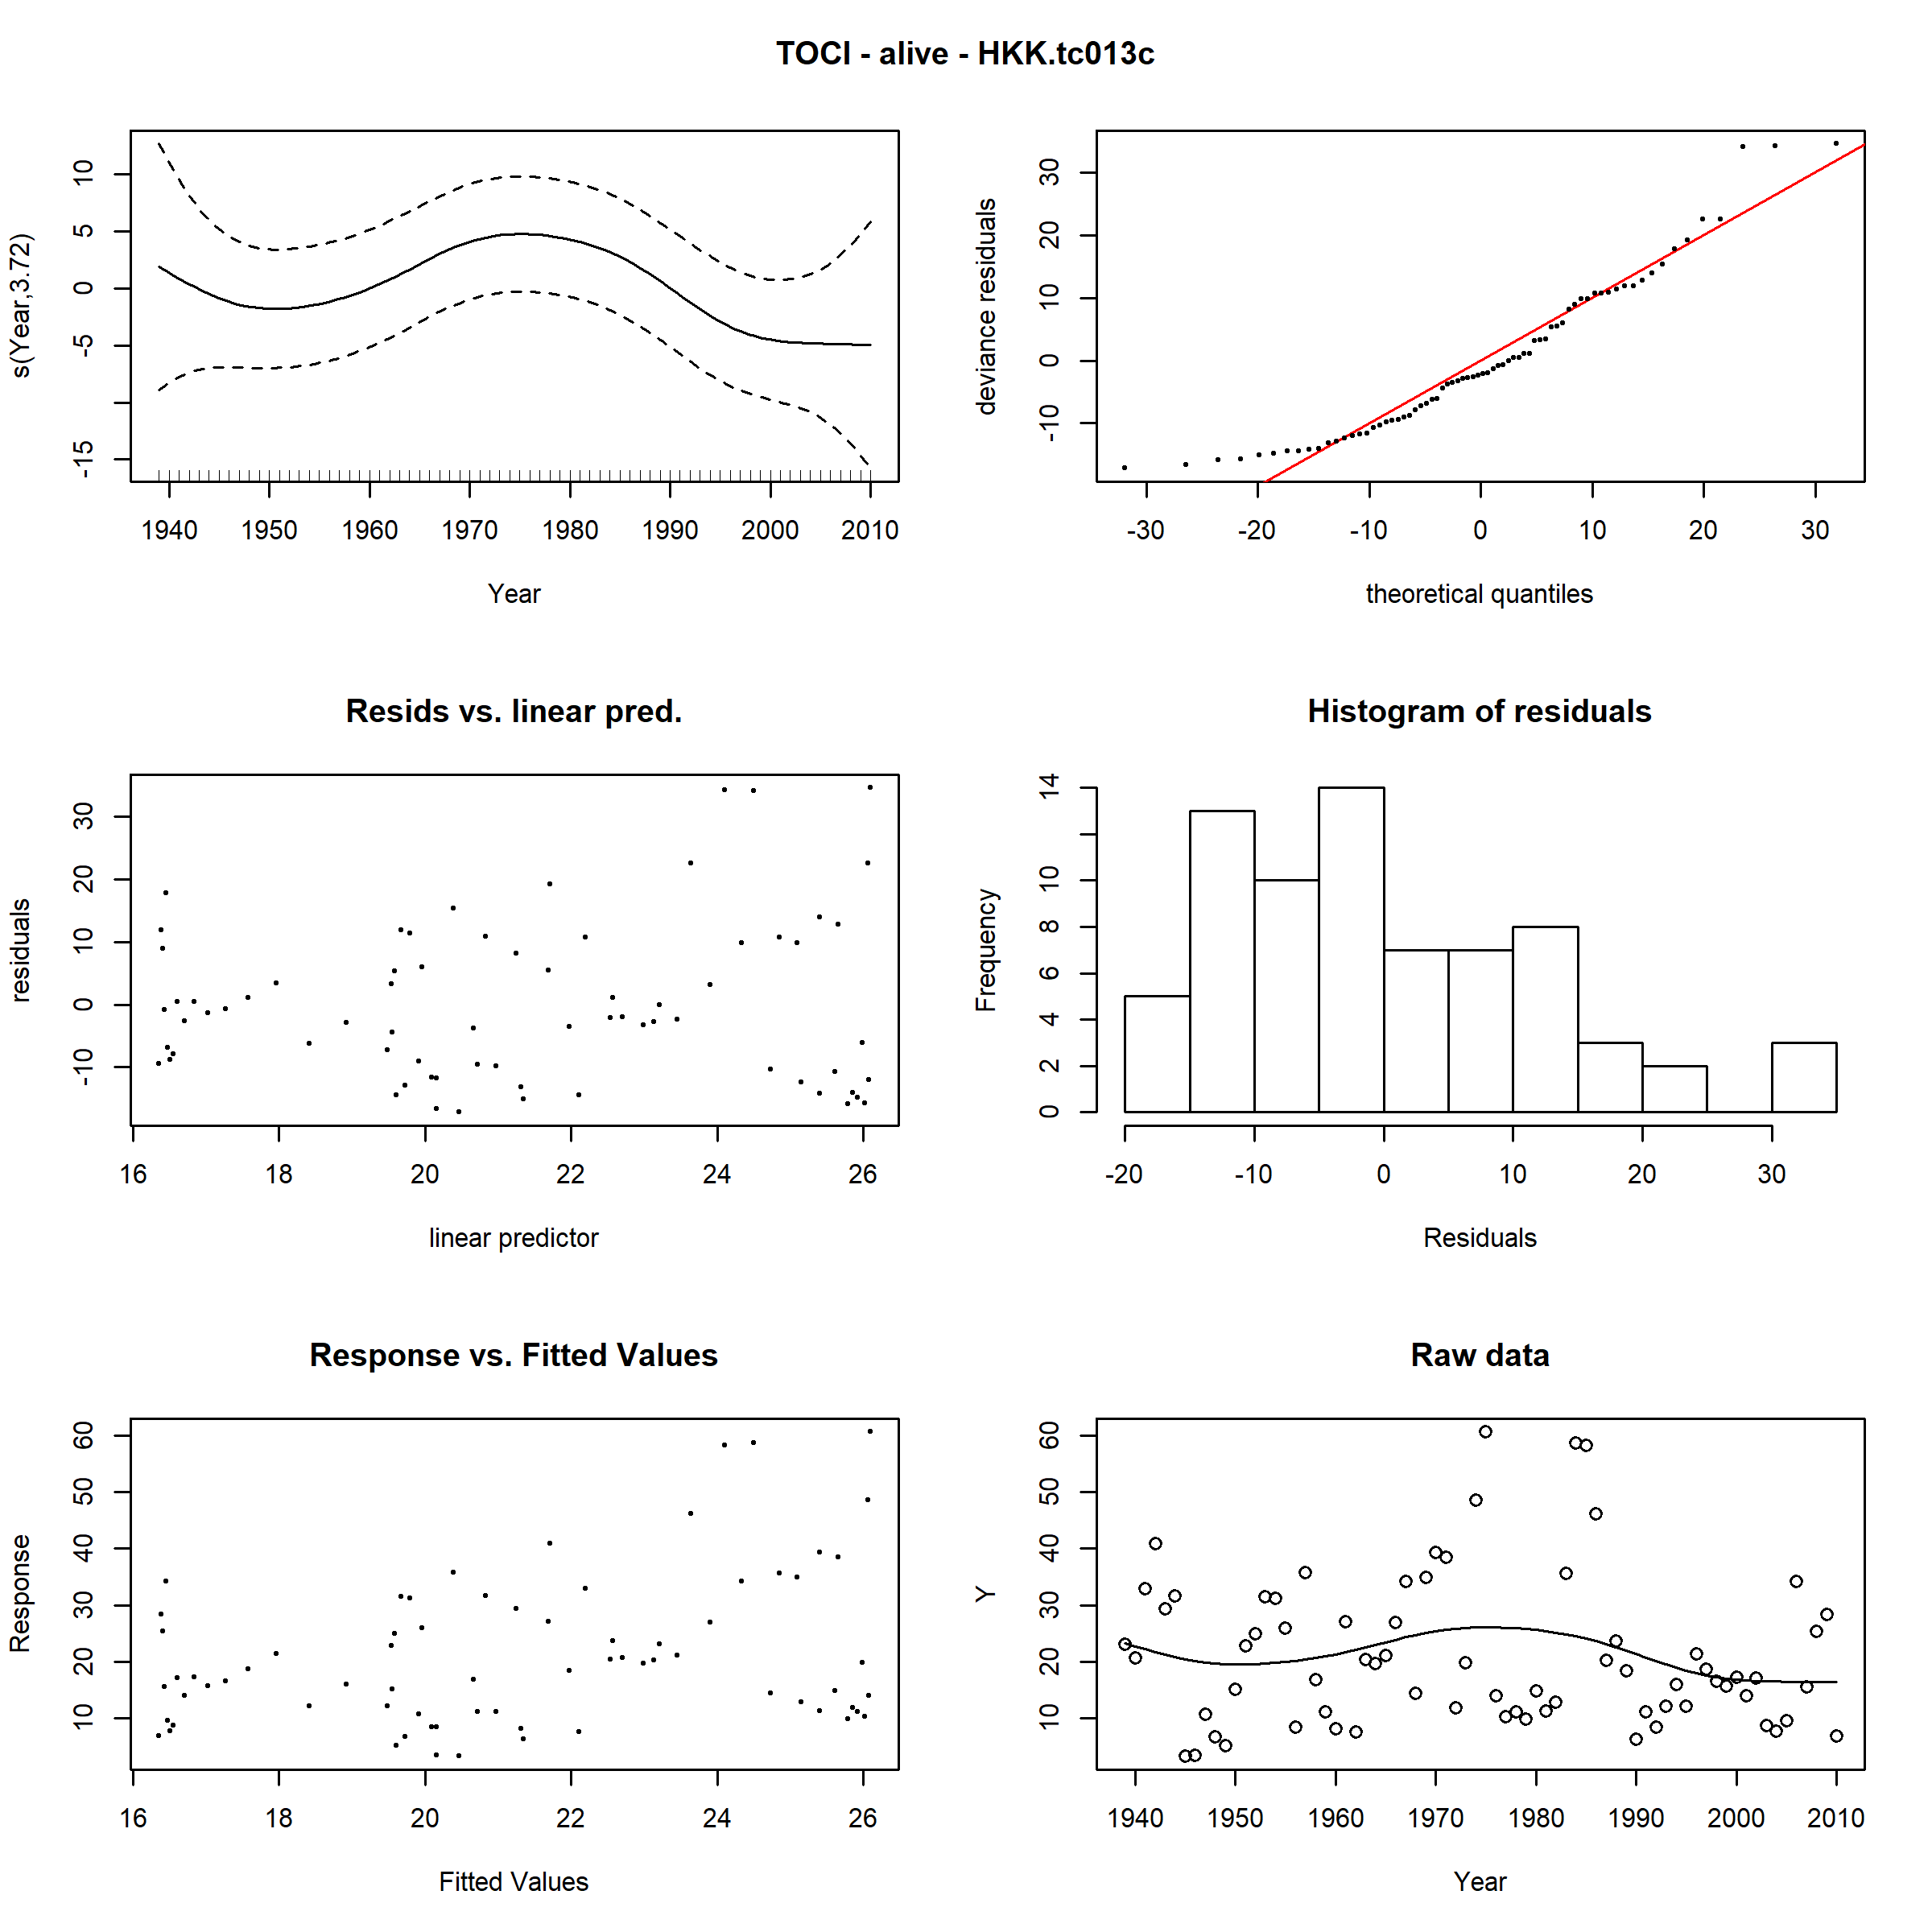 TOCI - alive - HKK.tc013c
s(Year,3.72)
10
5
0
-5
-15
1940 1950 1960 1970 1980 1990 2000 2010
Year
deviance residuals
30
20
10
0
-10
-30 -20 -10 0 10 20 30
theoretical quantiles
Resids vs. linear pred.
residuals
30
20
10
0
-10
16 18 20 22 24 26
linear predictor
Histogram of residuals
Frequency
14
10
8
6
4
2
0
-20 -10 0 10 20 30
Residuals
Response vs. Fitted Values
Response
60
50
40
30
20
10
16 18 20 22 24 26
Fitted Values
Raw data
Y
60
50
40
30
20
10
1940 1950 1960 1970 1980 1990 2000 2010
Year